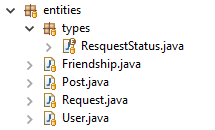 entities
types
ResquestStatus.java
Friendship.java
Post.java
Request.java
User.java